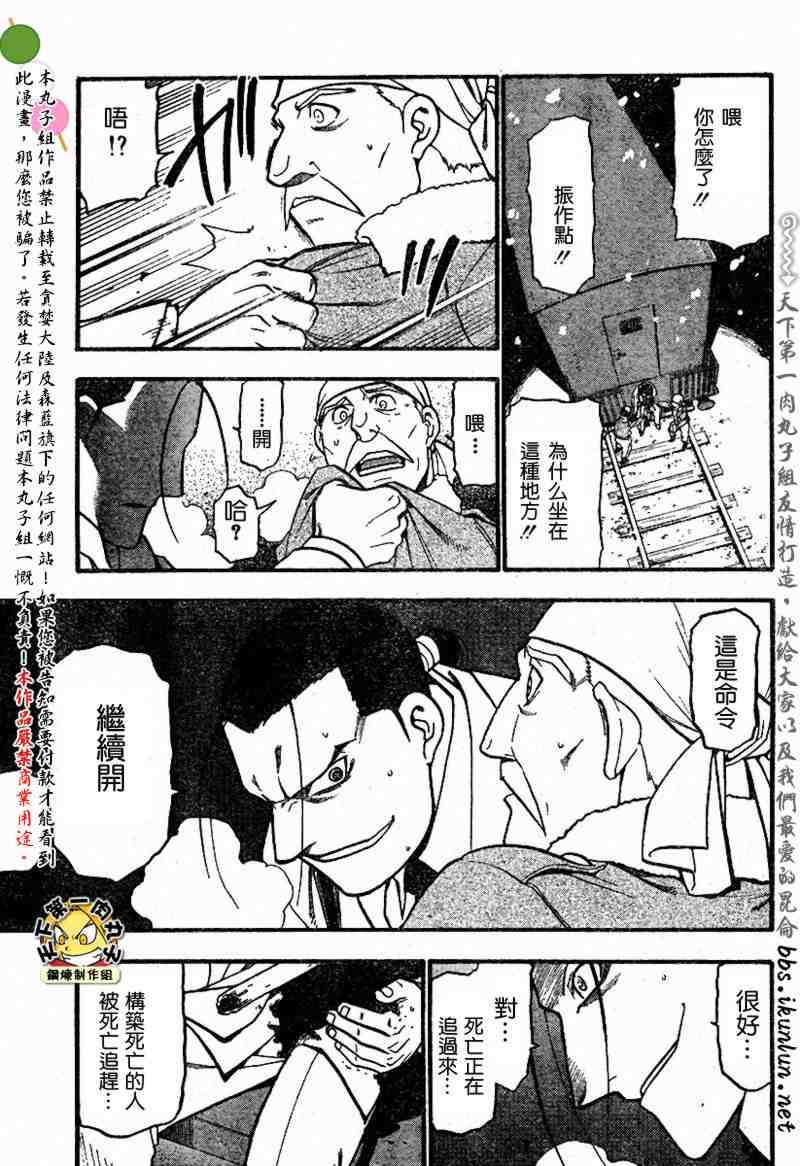 喂
你怎麼了!!
振作點!!
為什么坐在
這種地方!!
唔!?
喂…
……開
哈?
這是命令
繼續開
很好…
對…
死亡正在
追過來…
構築死亡的人
被死亡追趕…
天下第一肉丸子
鋼煉制作組
天下第一肉丸子組友情打造。獻給大家以及我們最愛的昆侖 bbs.ikunlun.net
本丸子組作品禁止轉載至貪婪大陸及森藍旗下的任何網站!如果您被告知需要付款才能看到
此漫畫,那麼您被騙了。若發生任何法律問題本丸子組一慨不負責!本作品嚴禁商業用途。